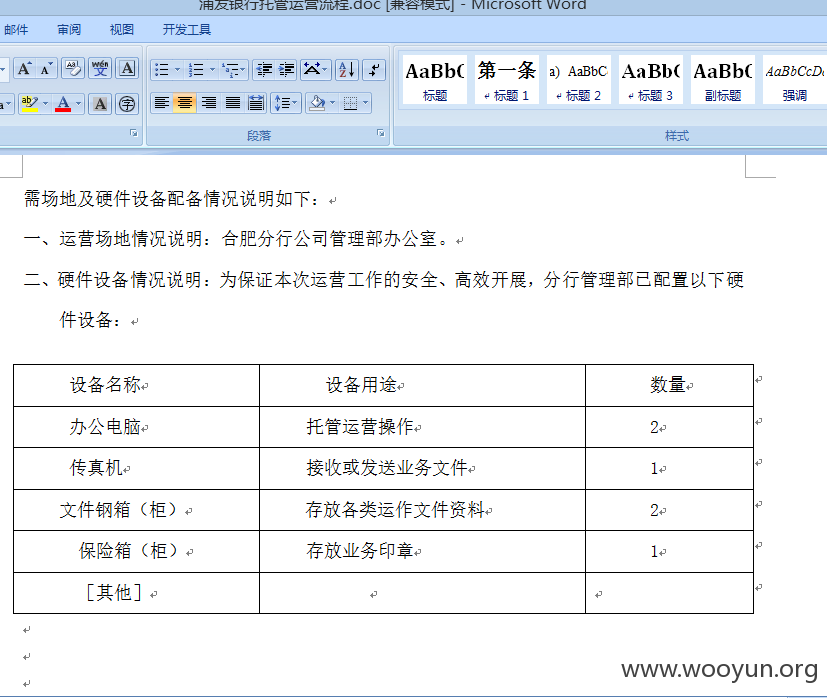 浦发银行托管运营流程.doc [兼容模式] - Microsoft Word
邮件 审阅 视图 开发工具
AaBb( 第一条 a) AaBbC AaBb( AaBb( AaBbCcD
标题 标题 1 标题 2 标题 3 副标题 强调
段落 样式
需场地及硬件设备配备情况说明如下：
一、运营场地情况说明：合肥分行公司管理部办公室。
二、硬件设备情况说明：为保证本次运营工作的安全、高效开展，分行管理部已配置以下硬
件设备：
设备名称 设备用途 数量
办公电脑 托管运营操作 2
传真机 接收或发送业务文件 1
文件钢箱（柜） 存放各类运作文件资料 2
保险箱（柜） 存放业务印章 1
［其他］
www.wooyun.org